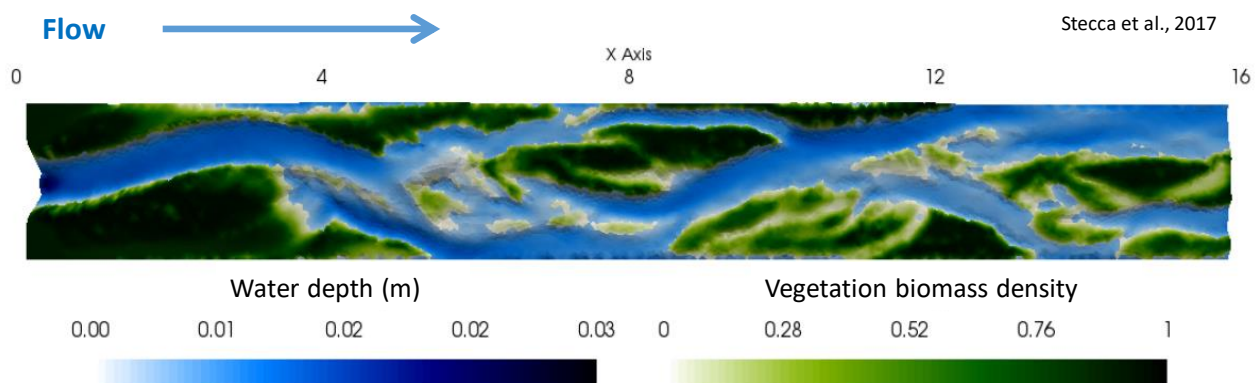 Flow
Stecca et al., 2017
X Axis
0 4 8 12 16
Water depth (m)
Vegetation biomass density
0.00 0.01 0.02 0.02 0.03
0 0.28 0.52 0.76 1